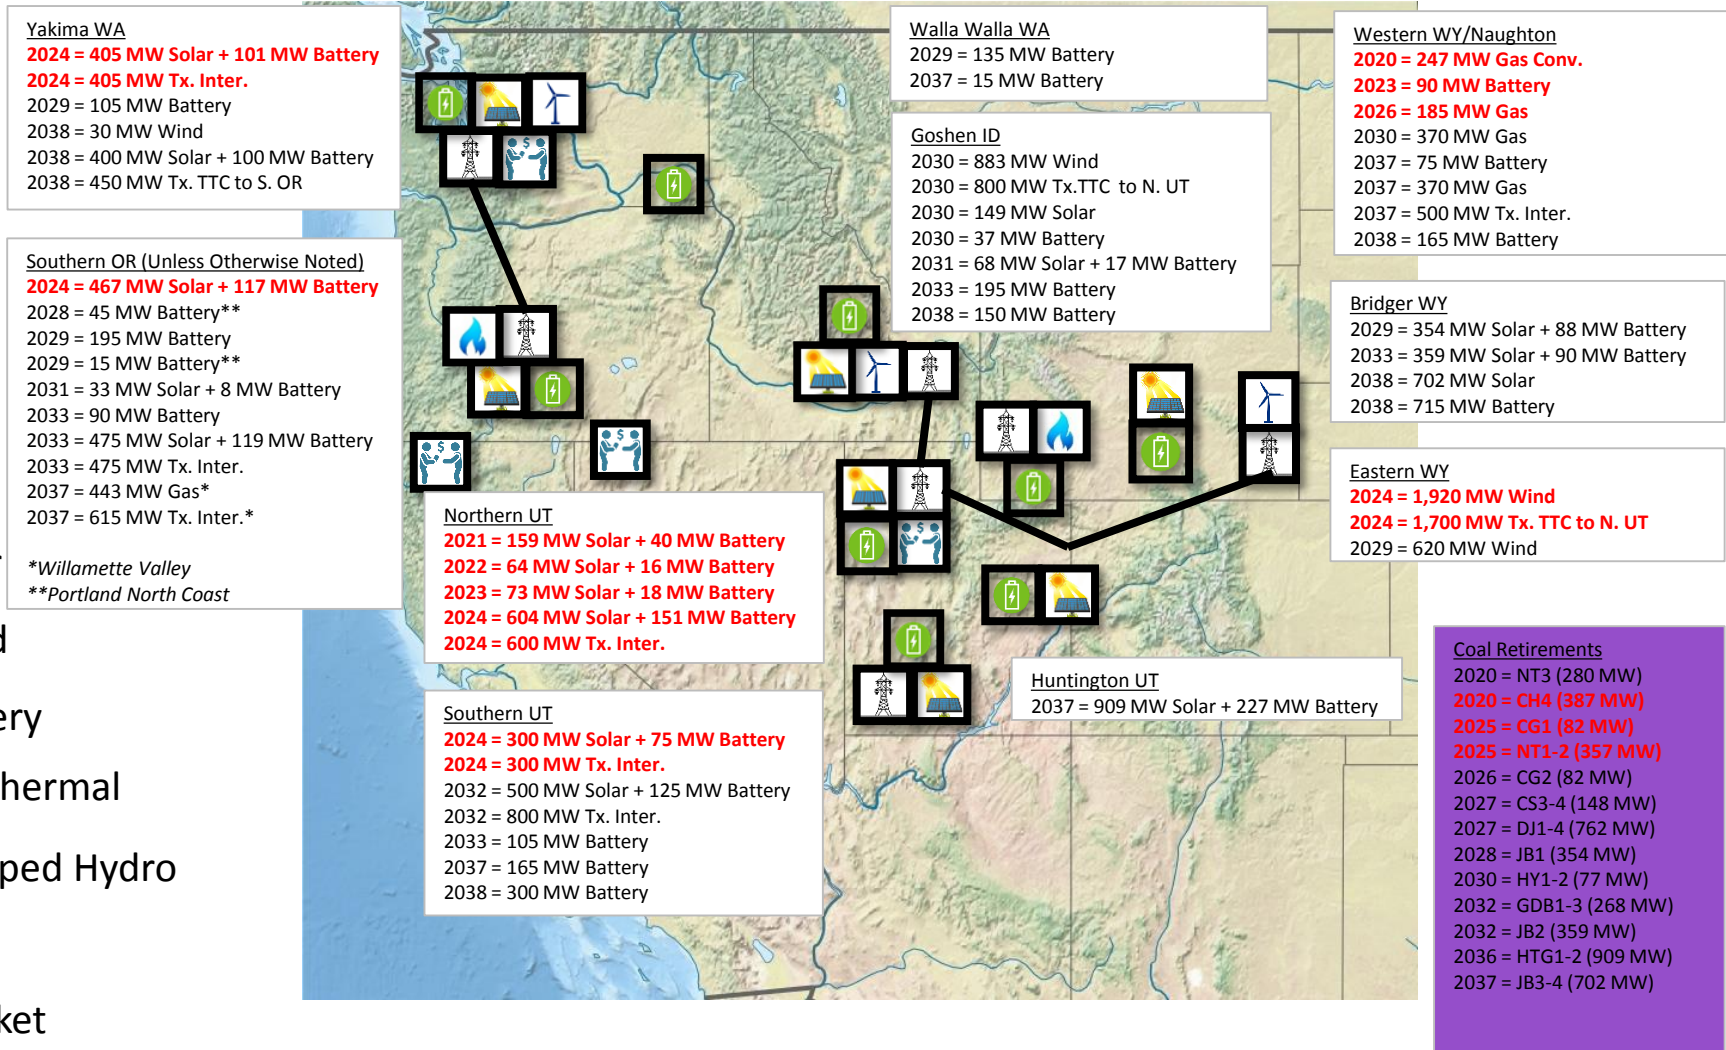 Yakima WA
2024 = 405 MW Solar + 101 MW Battery
2024 = 405 MW Tx. Inter.
2029 = 105 MW Battery
2038 = 30 MW Wind
2038 = 400 MW Solar + 100 MW Battery
2038 = 450 MW Tx. TTC to S. OR
Southern OR (Unless Otherwise Noted)
2024 = 467 MW Solar + 117 MW Battery
2028 = 45 MW Battery**
2029 = 195 MW Battery
2029 = 15 MW Battery**
2031 = 33 MW Solar + 8 MW Battery
2033 = 90 MW Battery
2033 = 475 MW Solar + 119 MW Battery
2033 = 475 MW Tx. Inter.
2037 = 443 MW Gas*
2037 = 615 MW Tx. Inter.*
*Willamette Valley
**Portland North Coast
Walla Walla WA
2029 = 135 MW Battery
2037 = 15 MW Battery
Goshen ID
2030 = 883 MW Wind
2030 = 800 MW Tx.TTC to N. UT
2030 = 149 MW Solar
2030 = 37 MW Battery
2031 = 68 MW Solar + 17 MW Battery
2033 = 195 MW Battery
2038 = 150 MW Battery
Western WY/Naughton
2020 = 247 MW Gas Conv.
2023 = 90 MW Battery
2026 = 185 MW Gas
2030 = 370 MW Gas
2037 = 75 MW Battery
2037 = 370 MW Gas
2037 = 500 MW Tx. Inter.
2038 = 165 MW Battery
Bridger WY
2029 = 354 MW Solar + 88 MW Battery
2033 = 359 MW Solar + 90 MW Battery
2038 = 702 MW Solar
2038 = 715 MW Battery
Eastern WY
2024 = 1,920 MW Wind
2024 = 1,700 MW Tx. TTC to N. UT
2029 = 620 MW Wind
Northern UT
2021 = 159 MW Solar + 40 MW Battery
2022 = 64 MW Solar + 16 MW Battery
2023 = 73 MW Solar + 18 MW Battery
2024 = 604 MW Solar + 151 MW Battery
2024 = 600 MW Tx. Inter.
Southern UT
2024 = 300 MW Solar + 75 MW Battery
2024 = 300 MW Tx. Inter.
2032 = 500 MW Solar + 125 MW Battery
2032 = 800 MW Tx. Inter.
2033 = 105 MW Battery
2037 = 165 MW Battery
2038 = 300 MW Battery
Huntington UT
2037 = 909 MW Solar + 227 MW Battery
Coal Retirements
2020 = NT3 (280 MW)
2020 = CH4 (387 MW)
2025 = CG1 (82 MW)
2025 = NT1-2 (357 MW)
2026 = CG2 (82 MW)
2027 = CS3-4 (148 MW)
2027 = DJ1-4 (762 MW)
2028 = JB1 (354 MW)
2030 = HY1-2 (77 MW)
2032 = GDB1-3 (268 MW)
2032 = JB2 (359 MW)
2036 = HTG1-2 (909 MW)
2037 = JB3-4 (702 MW)
ery
hermal
ped Hydro
ket